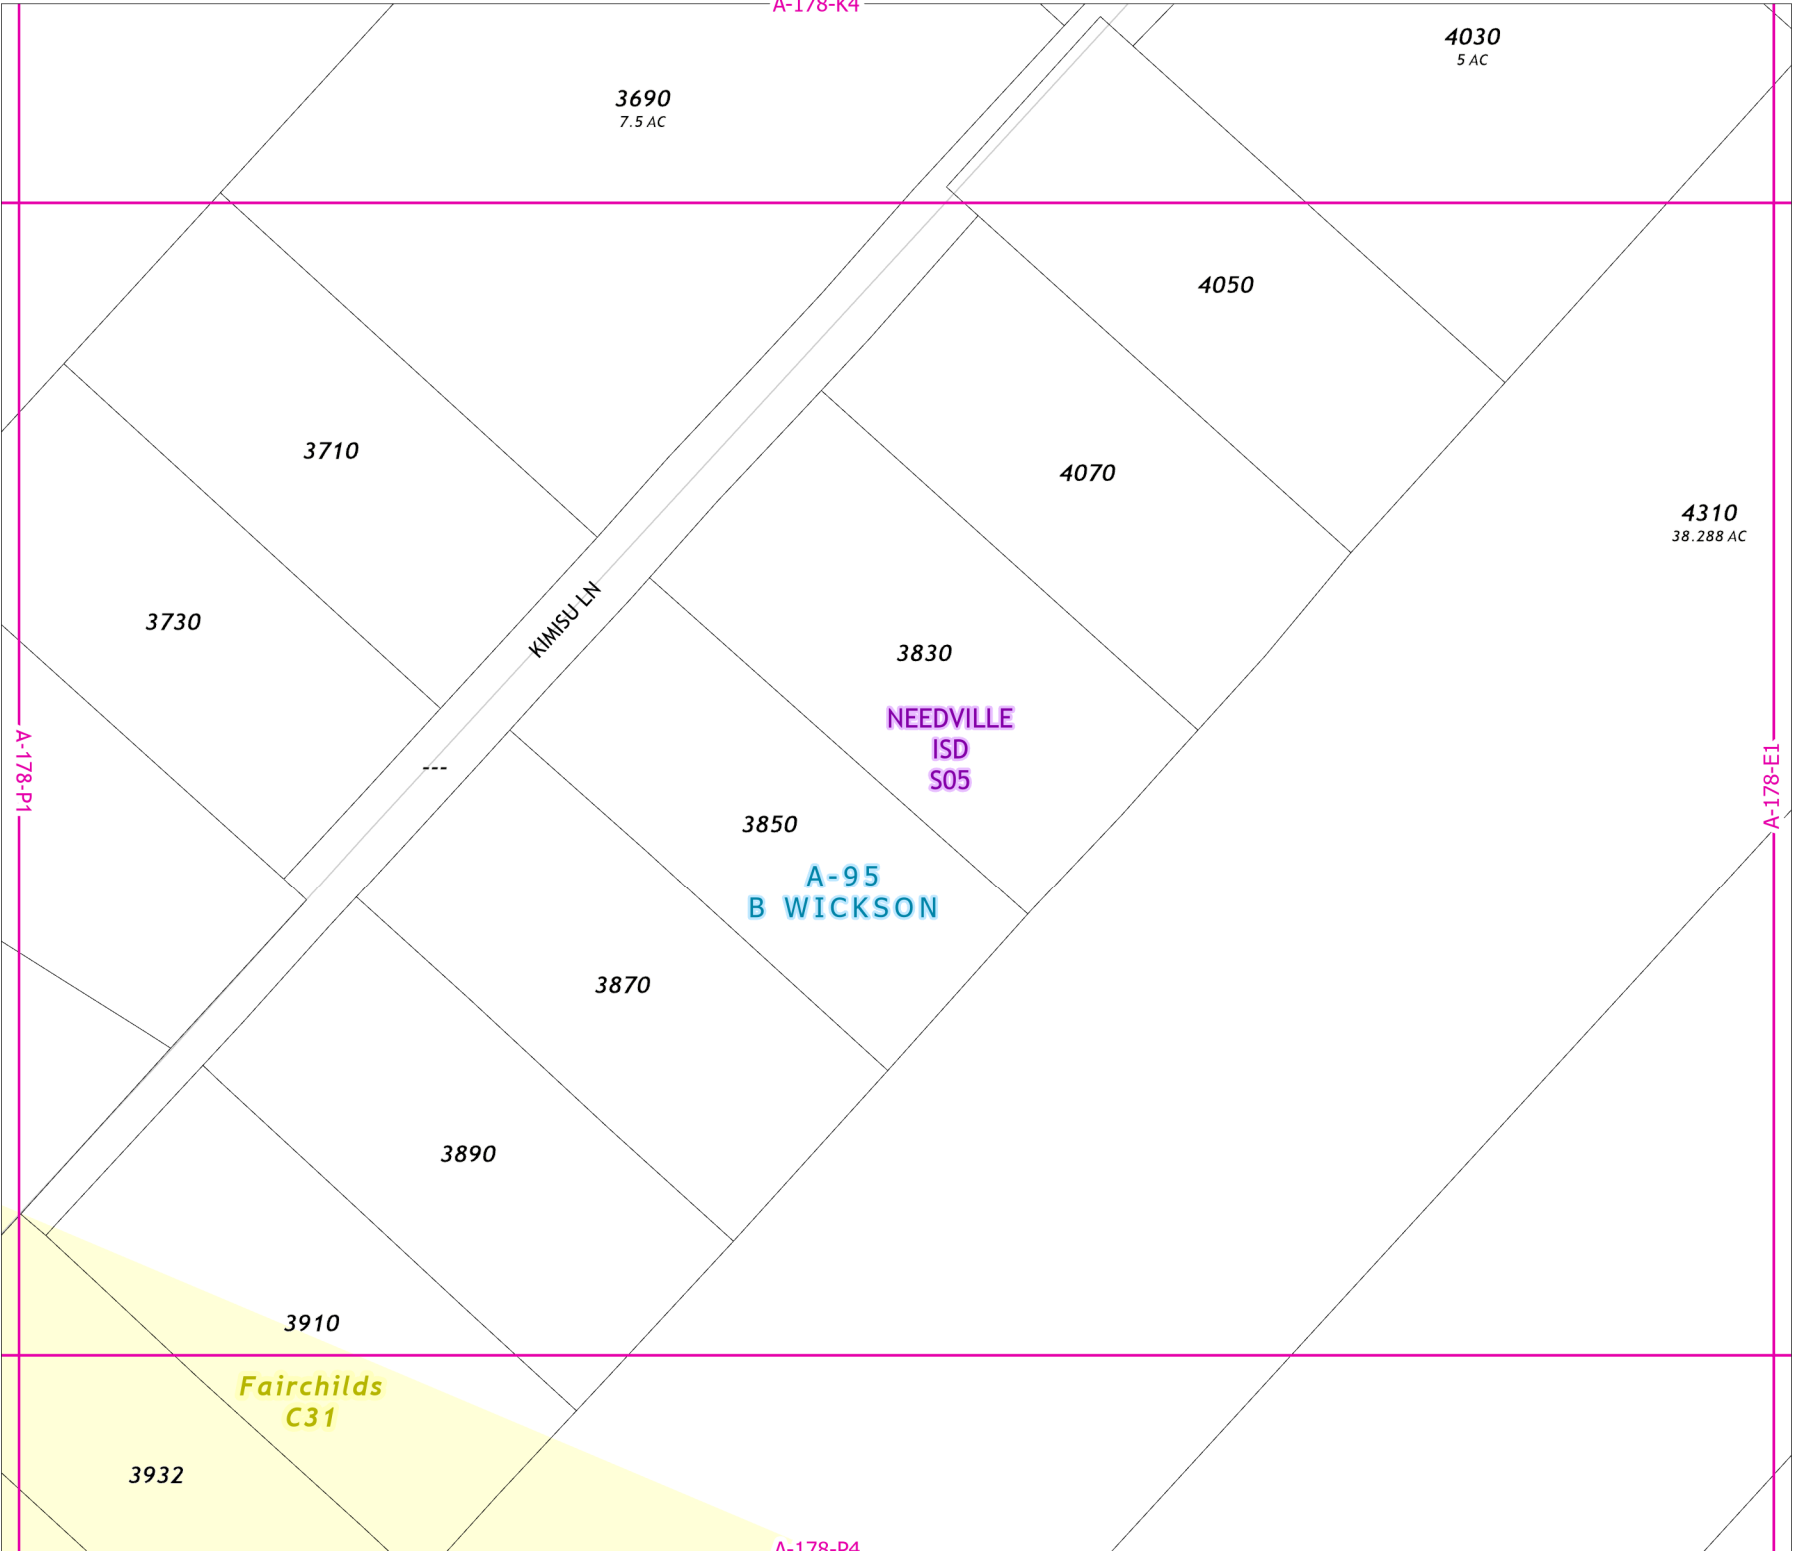 A-178-K4
4030
5 AC
3690
7.5 AC
4050
3710
4070
4310
38.288 AC
KIMISU LN
3730
3830
NEEDVILLE
ISD
S05
A-178-P1
A-178-E1
---
3850
A-95
B WICKSON
3870
3890
3910
Fairchilds
C31
3932
A-178-P4